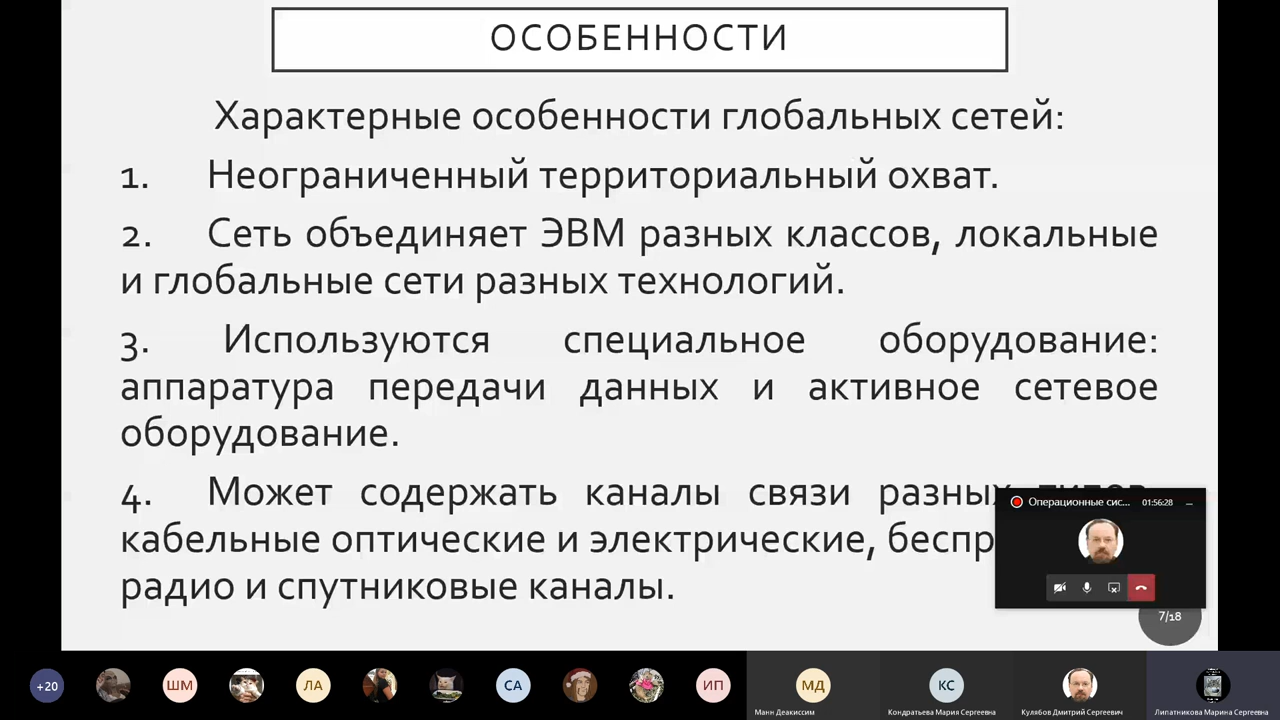 ОСОБЕННОСТИ
Характерные особенности глобальных сетей:
1. Неограниченный территориальный охват.
2. Сеть объединяет ЭВМ разных классов, локальные
и глобальные сети разных технологий.
3. Используются специальное оборудование:
аппаратура передачи данных и активное сетевое
оборудование.
4. Может содержать каналы связи разных
кабельные оптические и электрические,
радио и спутниковые каналы.
Операционные сис... 01:56:28
7/18
+20 ШМ ЛА СА ИП МД КС
Манн Деакиссим Кондратьева Мария Сергеевна Кулябов Дмитрий Сергеевич Липатникова Марина Сергеевна